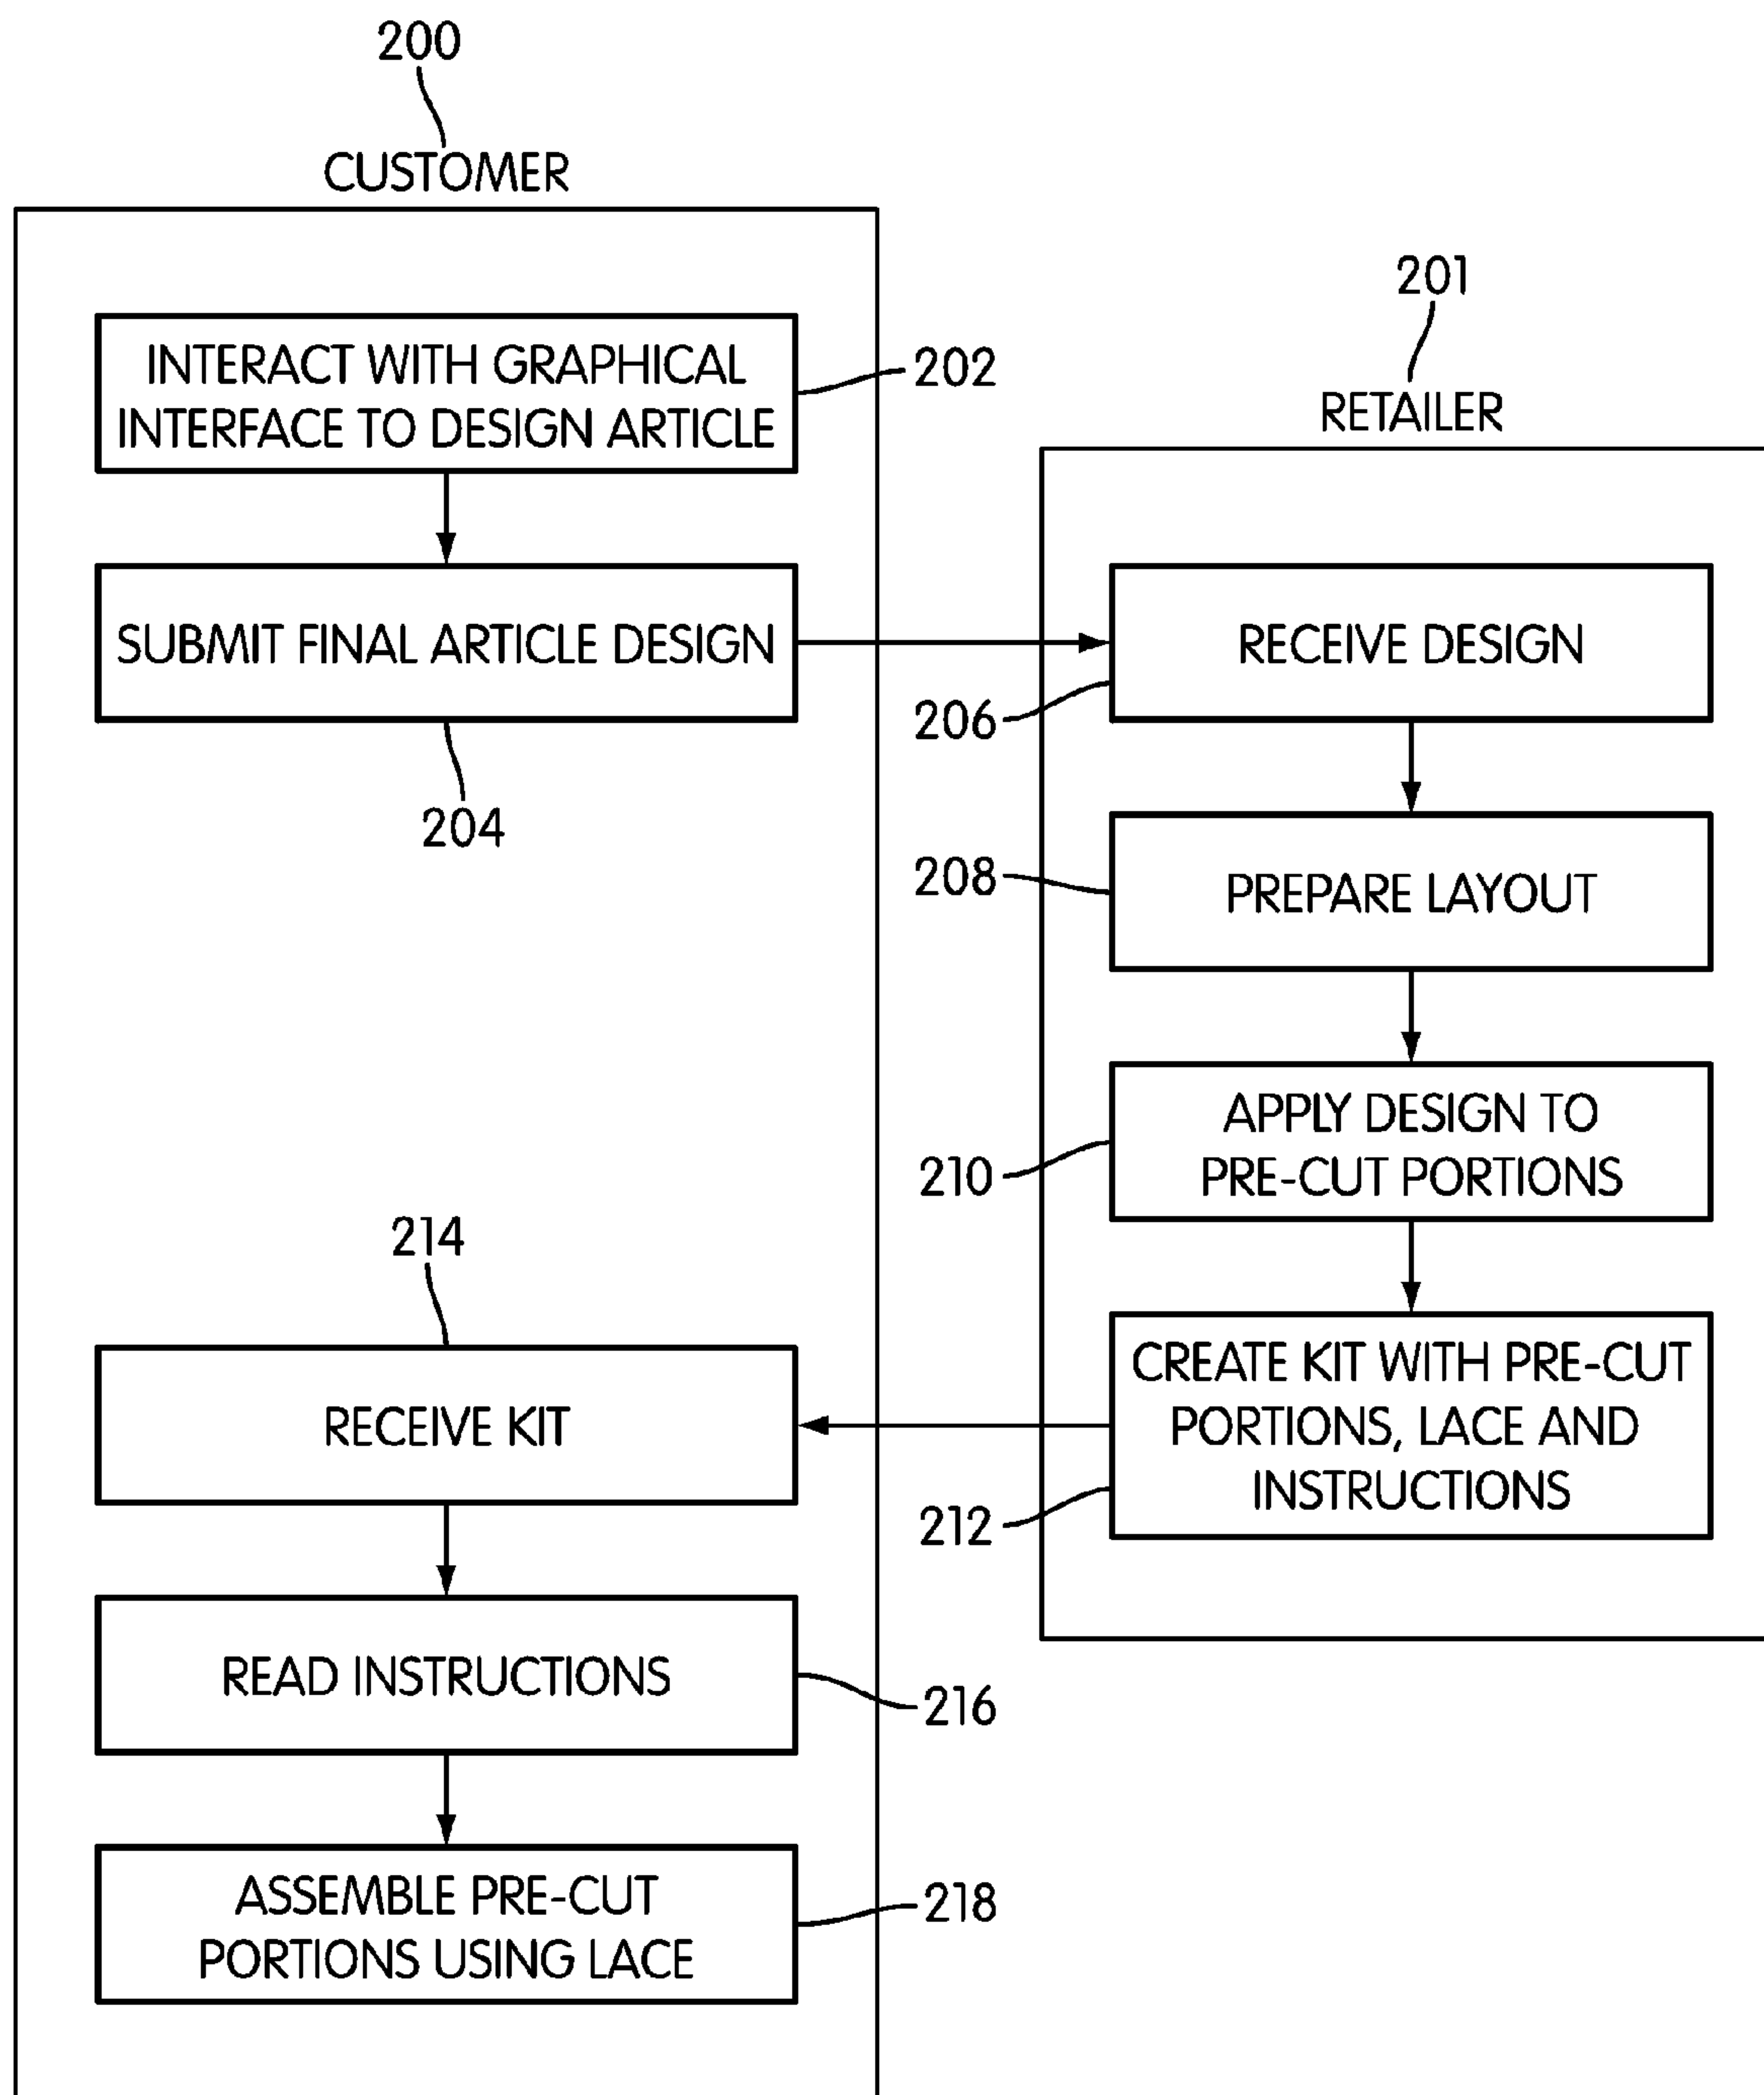 200
CUSTOMER
INTERACT WITH GRAPHICAL
INTERFACE TO DESIGN ARTICLE
202
SUBMIT FINAL ARTICLE DESIGN
204
201
RETAILER
RECEIVE DESIGN
206
PREPARE LAYOUT
208
APPLY DESIGN TO
PRE-CUT PORTIONS
210
CREATE KIT WITH PRE-CUT
PORTIONS, LACE AND
INSTRUCTIONS
212
214
RECEIVE KIT
READ INSTRUCTIONS
216
ASSEMBLE PRE-CUT
PORTIONS USING LACE
218